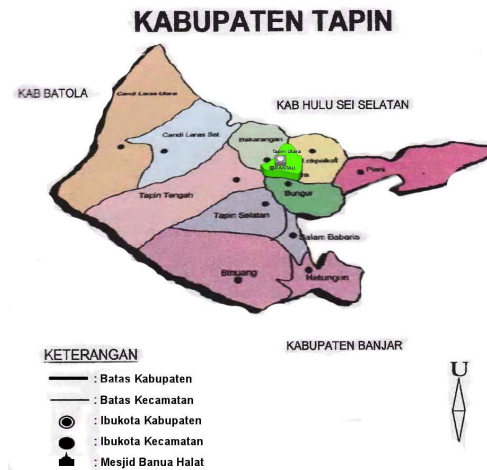 KABUPATEN TAPIN
KAB BATOLA
Candi Laras Utara
KAB HULU SEI SELATAN
Candi Laras Sel.
Bakarangan
Tapin Utara
Lokpaikat
RANTAU
Piani
Tapin Tengah
Bungur
Tapin Selatan
Salam Babaris
Binuang
Hatungun
KABUPATEN BANJAR
KETERANGAN
: Batas Kabupaten
: Batas Kecamatan
: Ibukota Kabupaten
: Ibukota Kecamatan
: Mesjid Banua Halat
U